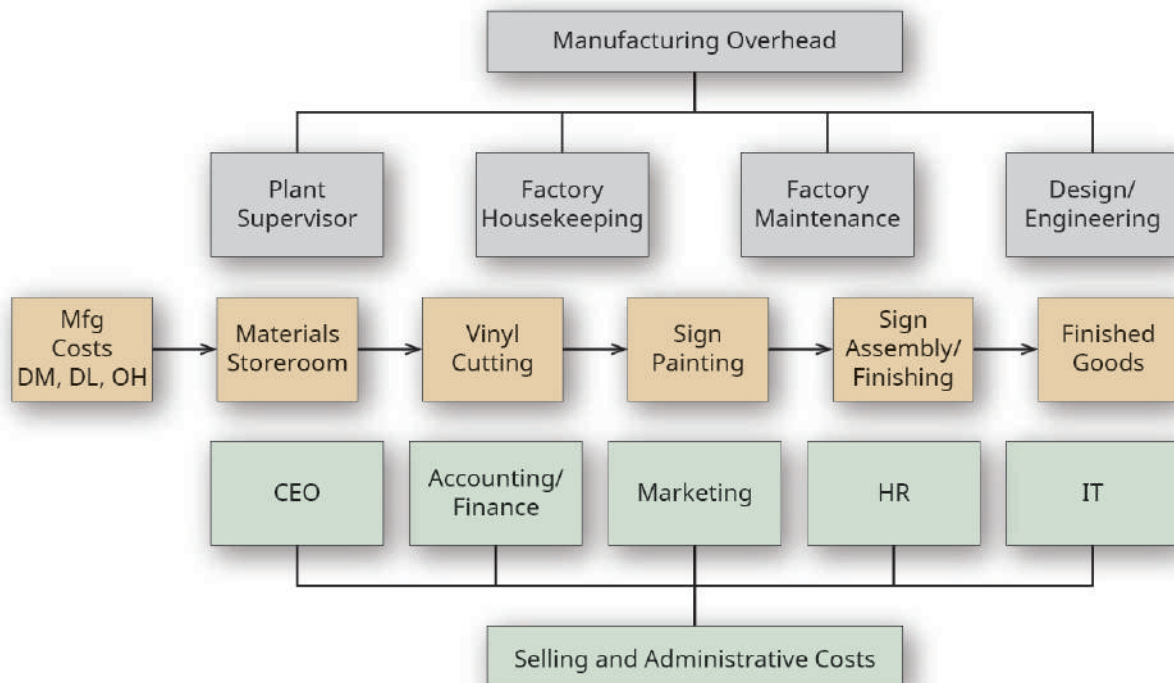 Manufacturing Overhead
Plant
Supervisor
Factory
Housekeeping
Factory
Maintenance
Design/
Engineering
Mfg
Costs
DM, DL, OH
Materials
Storeroom
Vinyl
Cutting
Sign
Painting
Sign
Assembly/
Finishing
Finished
Goods
CEO
Accounting/
Finance
Marketing
HR
IT
Selling and Administrative Costs